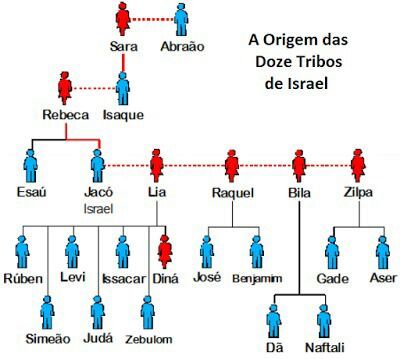 A Origem das
Doze Tribos
de Israel
Sara Abraão
Rebeca Isaque
Esaú Jacó Lia Raquel Bila Zilpa
Israel
Rúben Levi Issacar Diná José Benjamim Gade Aser
Simeão Judá Zebulom
Dã Naftali